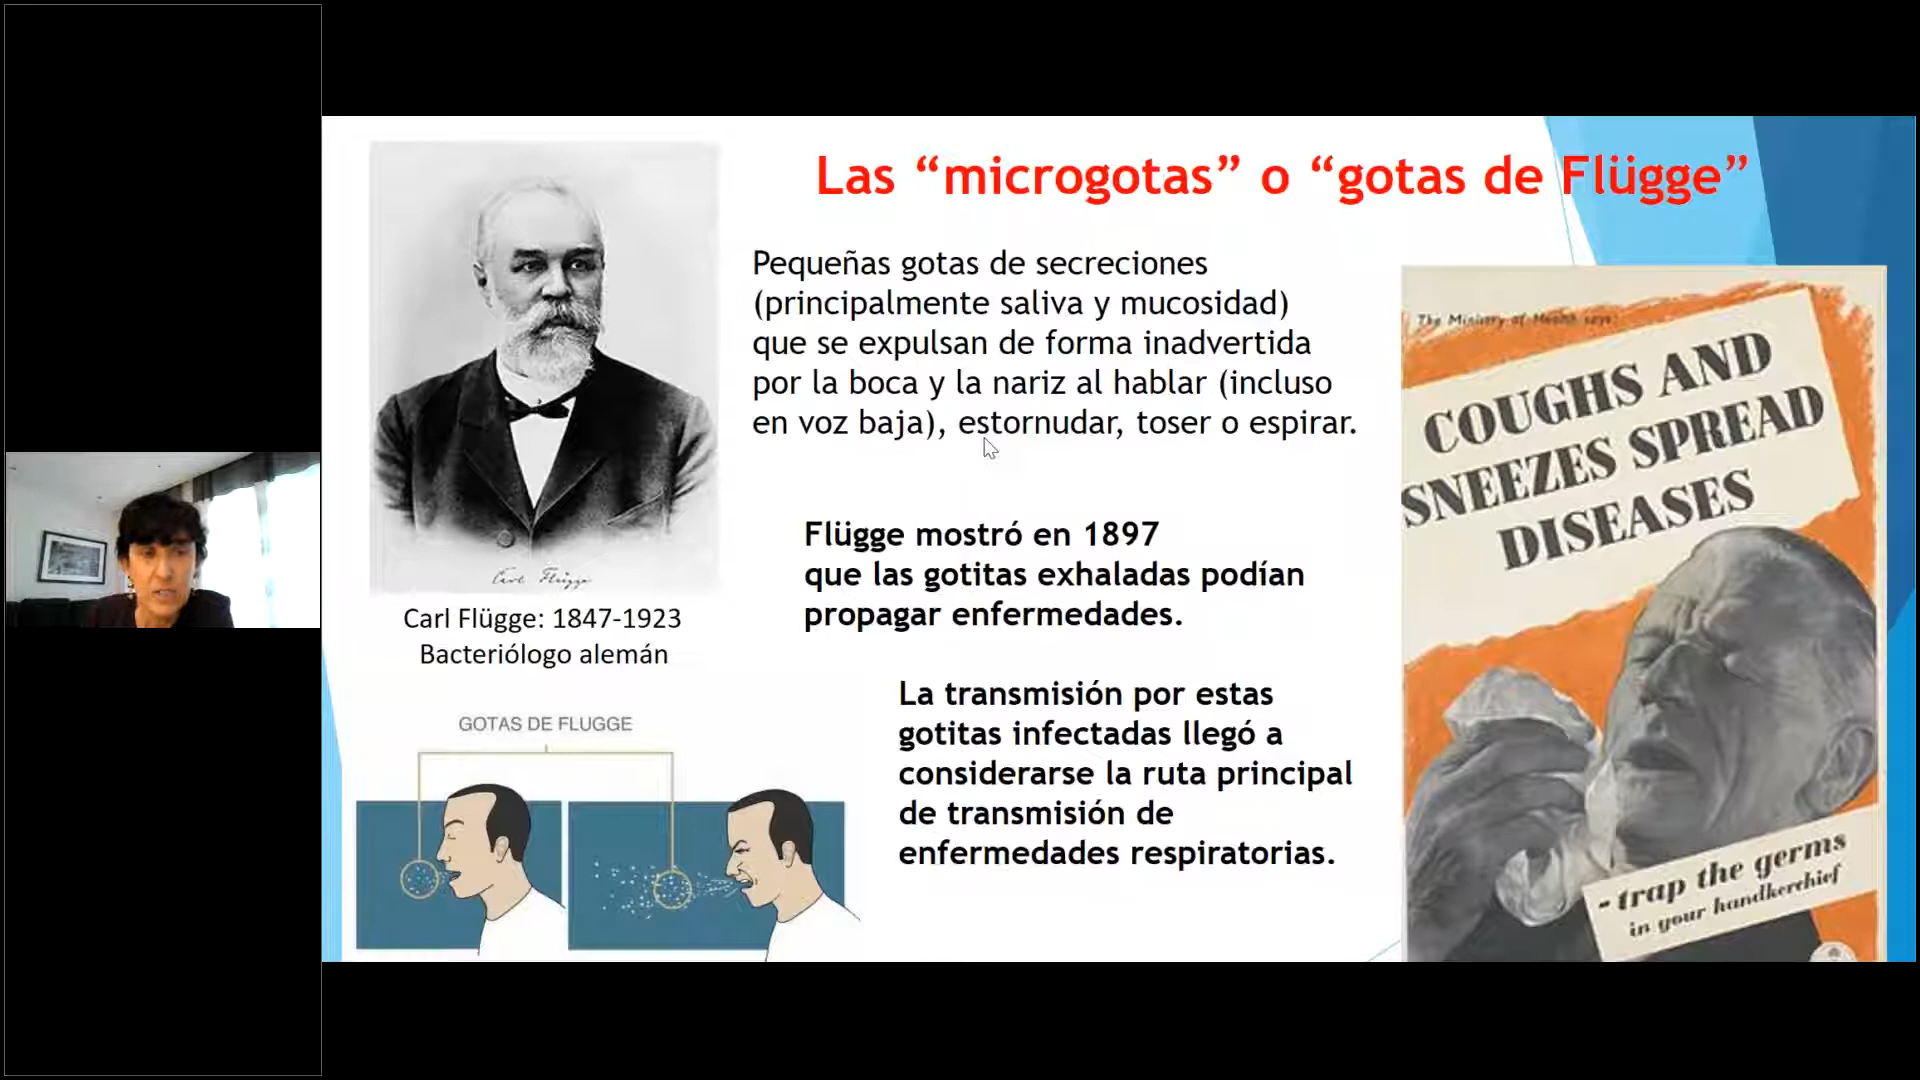 Las “microgotas” o “gotas de Flügge”
Pequeñas gotas de secreciones
(principalmente saliva y mucosidad)
que se expulsan de forma inadvertida
por la boca y la nariz al hablar (incluso
en voz baja), estornudar, toser o espirar.
Flügge mostró en 1897
que las gotitas exhaladas podían
propagar enfermedades.
La transmisión por estas
gotitas infectadas llegó a
considerarse la ruta principal
de transmisión de
enfermedades respiratorias.
Carl Flügge
Carl Flügge: 1847-1923
Bacteriólogo alemán
GOTAS DE FLUGGE
The Ministry of Health says:
COUGHS AND
SNEEZES SPREAD
DISEASES
- trap the germs
in your handkerchief